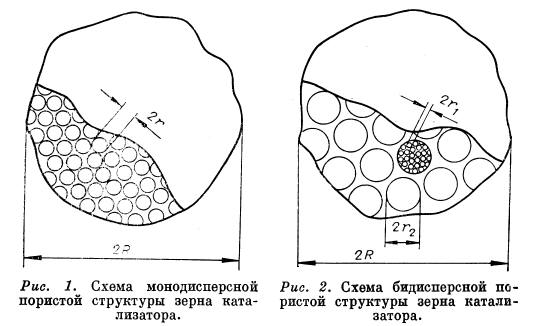 2r
2R
Рис. 1. Схема монодисперсной
пористой структуры зерна ката-
лизатора.
2r₁
2r₂
2R
Рис. 2. Схема бидисперсной по-
ристой структуры зерна катали-
затора.